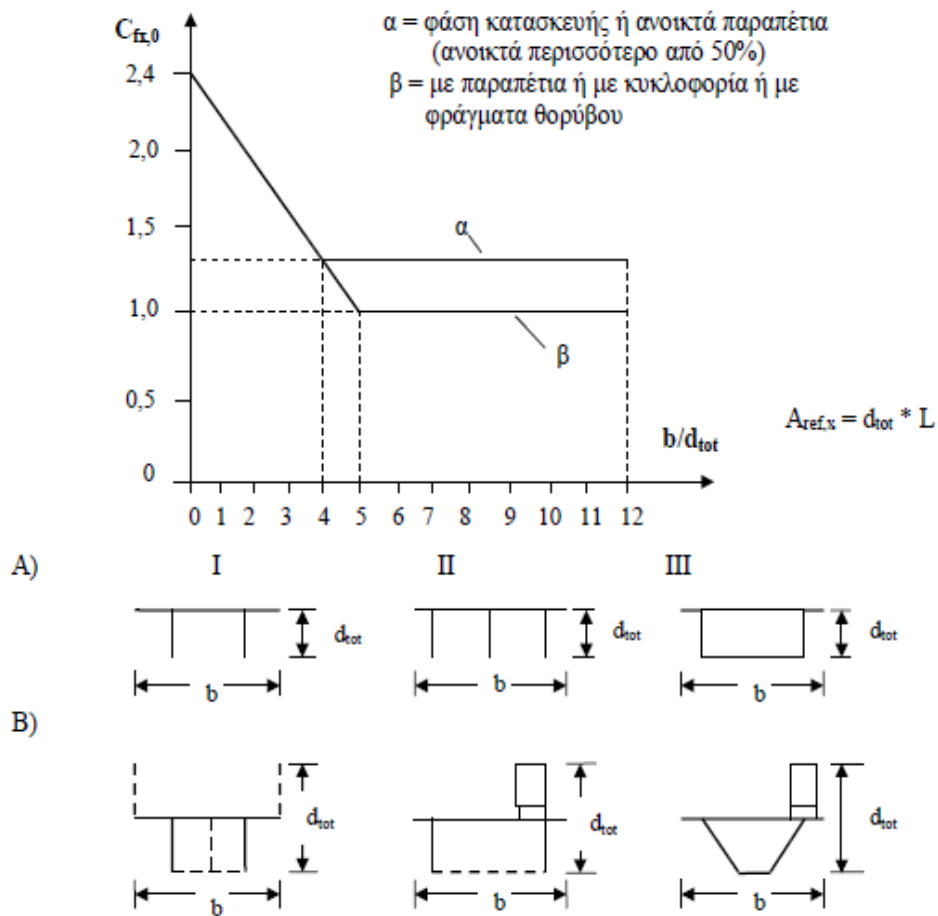 C_fx,0
α = φάση κατασκευής ή ανοικτά παραπέτια
(ανοικτά περισσότερο από 50%)
β = με παραπέτια ή με κυκλοφορία ή με
φράγματα θορύβου
2,4
2,0
1,5
α
1,0
β
0,5
A_ref,x = d_tot * L
b/d_tot
0
0 1 2 3 4 5 6 7 8 9 10 11 12
A) I II III
d_tot d_tot d_tot
b b b
B)
d_tot d_tot d_tot
b b b